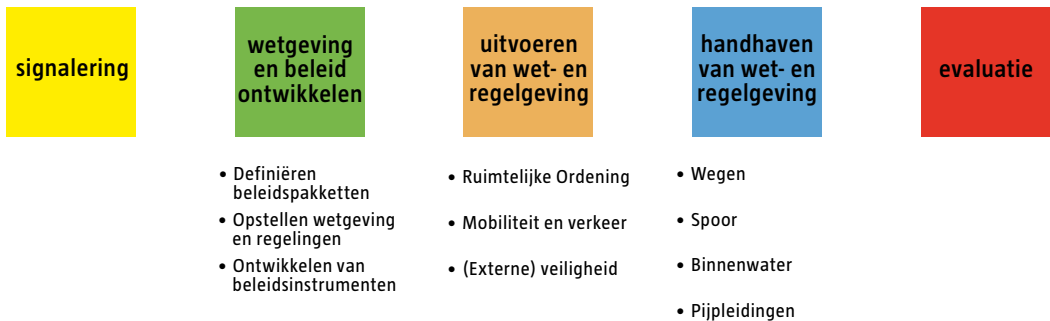 signalering
wetgeving
en beleid
ontwikkelen
uitvoeren
van wet- en
regelgeving
handhaven
van wet- en
regelgeving
evaluatie
• Definiëren
beleidspakketten
• Opstellen wetgeving
en regelingen
• Ontwikkelen van
beleidsinstrumenten
• Ruimtelijke Ordening
• Mobiliteit en verkeer
• (Externe) veiligheid
• Wegen
• Spoor
• Binnenwater
• Pijpleidingen